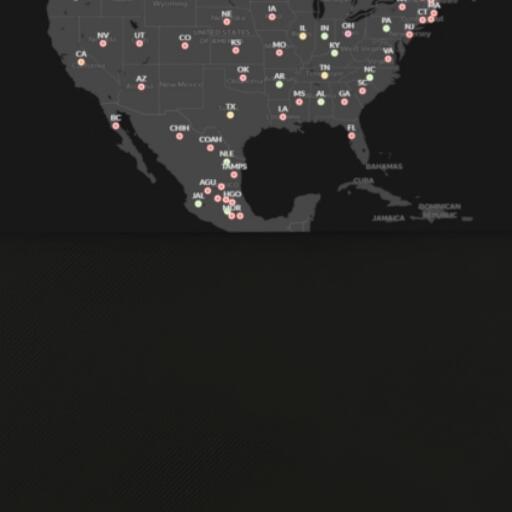 Wyoming
MA
IA
NE
CT
PA
IL IN OH
NJ
UNITED STATES
OF AMERICA
NV UT CO KS MO KY West Virginia VA
CA
TN NC
OK
AZ New Mexico AR SC
MS AL GA
TX LA
BC
CHIH FL
COAH
NLE
TAMPS BAHAMAS
AGU CUBA
JAL HGO
MOR
JAMAICA DOMINICAN
REPUBLIC